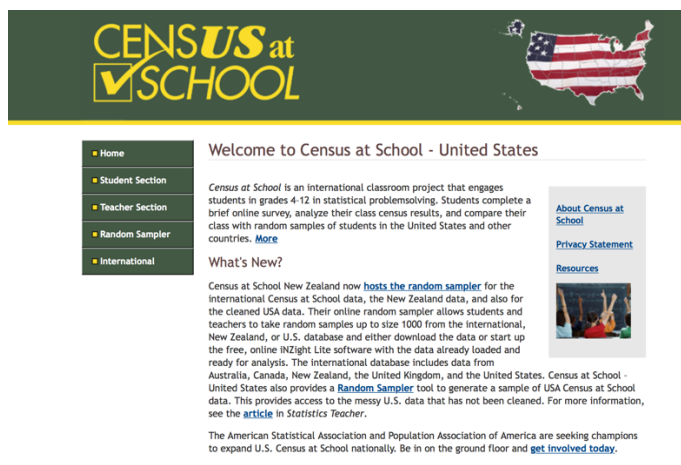 CENSUS at
SCHOOL
Home
Student Section
Teacher Section
Random Sampler
International
Welcome to Census at School - United States
Census at School is an international classroom project that engages
students in grades 4-12 in statistical problemsolving. Students complete a
brief online survey, analyze their class census results, and compare their
class with random samples of students in the United States and other
countries. More
About Census at
School
Privacy Statement
Resources
What's New?
Census at School New Zealand now hosts the random sampler for the
international Census at School data, the New Zealand data, and also for
the cleaned USA data. Their online random sampler allows students and
teachers to take random samples up to size 1000 from the international,
New Zealand, or U.S. database and either download the data or start up
the free, online iNZight Lite software with the data already loaded and
ready for analysis. The international database includes data from
Australia, Canada, New Zealand, the United Kingdom, and the United States. Census at School -
United States also provides a Random Sampler tool to generate a sample of USA Census at School
data. This provides access to the messy U.S. data that has not been cleaned. For more information,
see the article in Statistics Teacher.
The American Statistical Association and Population Association of America are seeking champions
to expand U.S. Census at School nationally. Be in on the ground floor and get involved today.